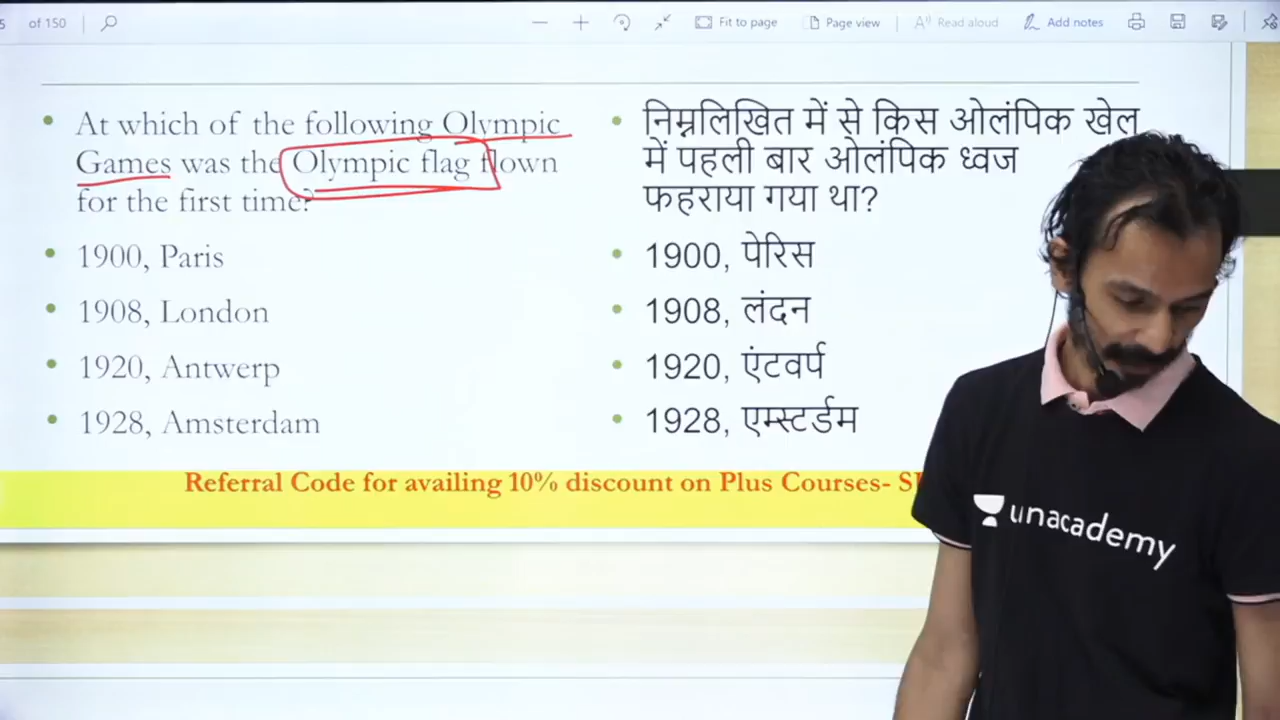 of 150
Fit to page
Page view
Read aloud
Add notes
At which of the following Olympic
Games was the Olympic flag flown
for the first time?
1900, Paris
1908, London
1920, Antwerp
1928, Amsterdam
निम्नलिखित में से किस ओलंपिक खेल
में पहली बार ओलंपिक ध्वज
फहराया गया था?
1900, पेरिस
1908, लंदन
1920, एंटवर्प
1928, एम्स्टर्डम
Referral Code for availing 10% discount on Plus Courses-
unacademy